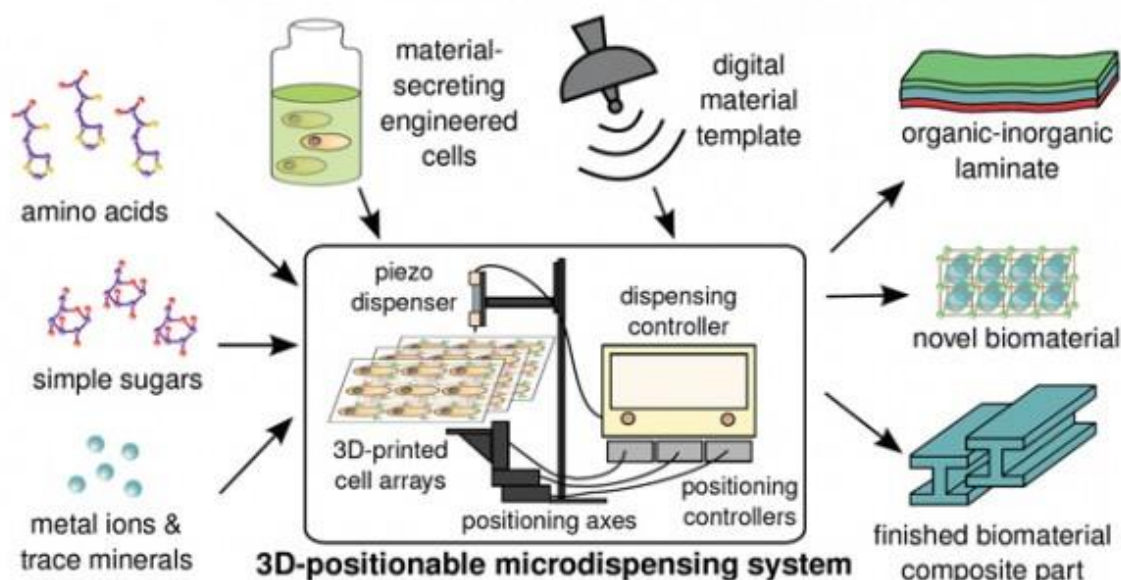 material-
secreting
engineered
cells
digital
material
template
organic-inorganic
laminate
amino acids
piezo
dispenser
dispensing
controller
novel biomaterial
simple sugars
3D-printed
cell arrays
positioning axes
positioning
controllers
metal ions &
trace minerals
finished biomaterial
composite part
3D-positionable microdispensing system